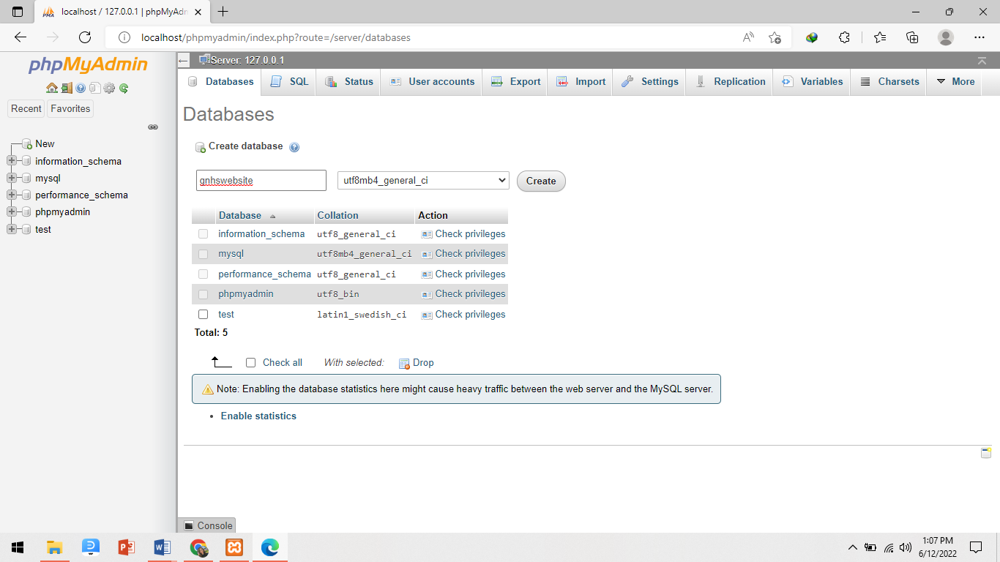 localhost / 127.0.0.1 | phpMyAdm
localhost/phpmyadmin/index.php?route=/server/databases
phpMyAdmin
Recent Favorites
New
information_schema
mysql
performance_schema
phpmyadmin
test
Server: 127.0.0.1
Databases SQL Status User accounts Export Import Settings Replication Variables Charsets More
Databases
Create database
gnhswebsite utf8mb4_general_ci Create
Database Collation Action
information_schema utf8_general_ci Check privileges
mysql utf8mb4_general_ci Check privileges
performance_schema utf8_general_ci Check privileges
phpmyadmin utf8_bin Check privileges
test latin1_swedish_ci Check privileges
Total: 5
Check all With selected: Drop
Note: Enabling the database statistics here might cause heavy traffic between the web server and the MySQL server.
Enable statistics
Console
1:07 PM
6/12/2022